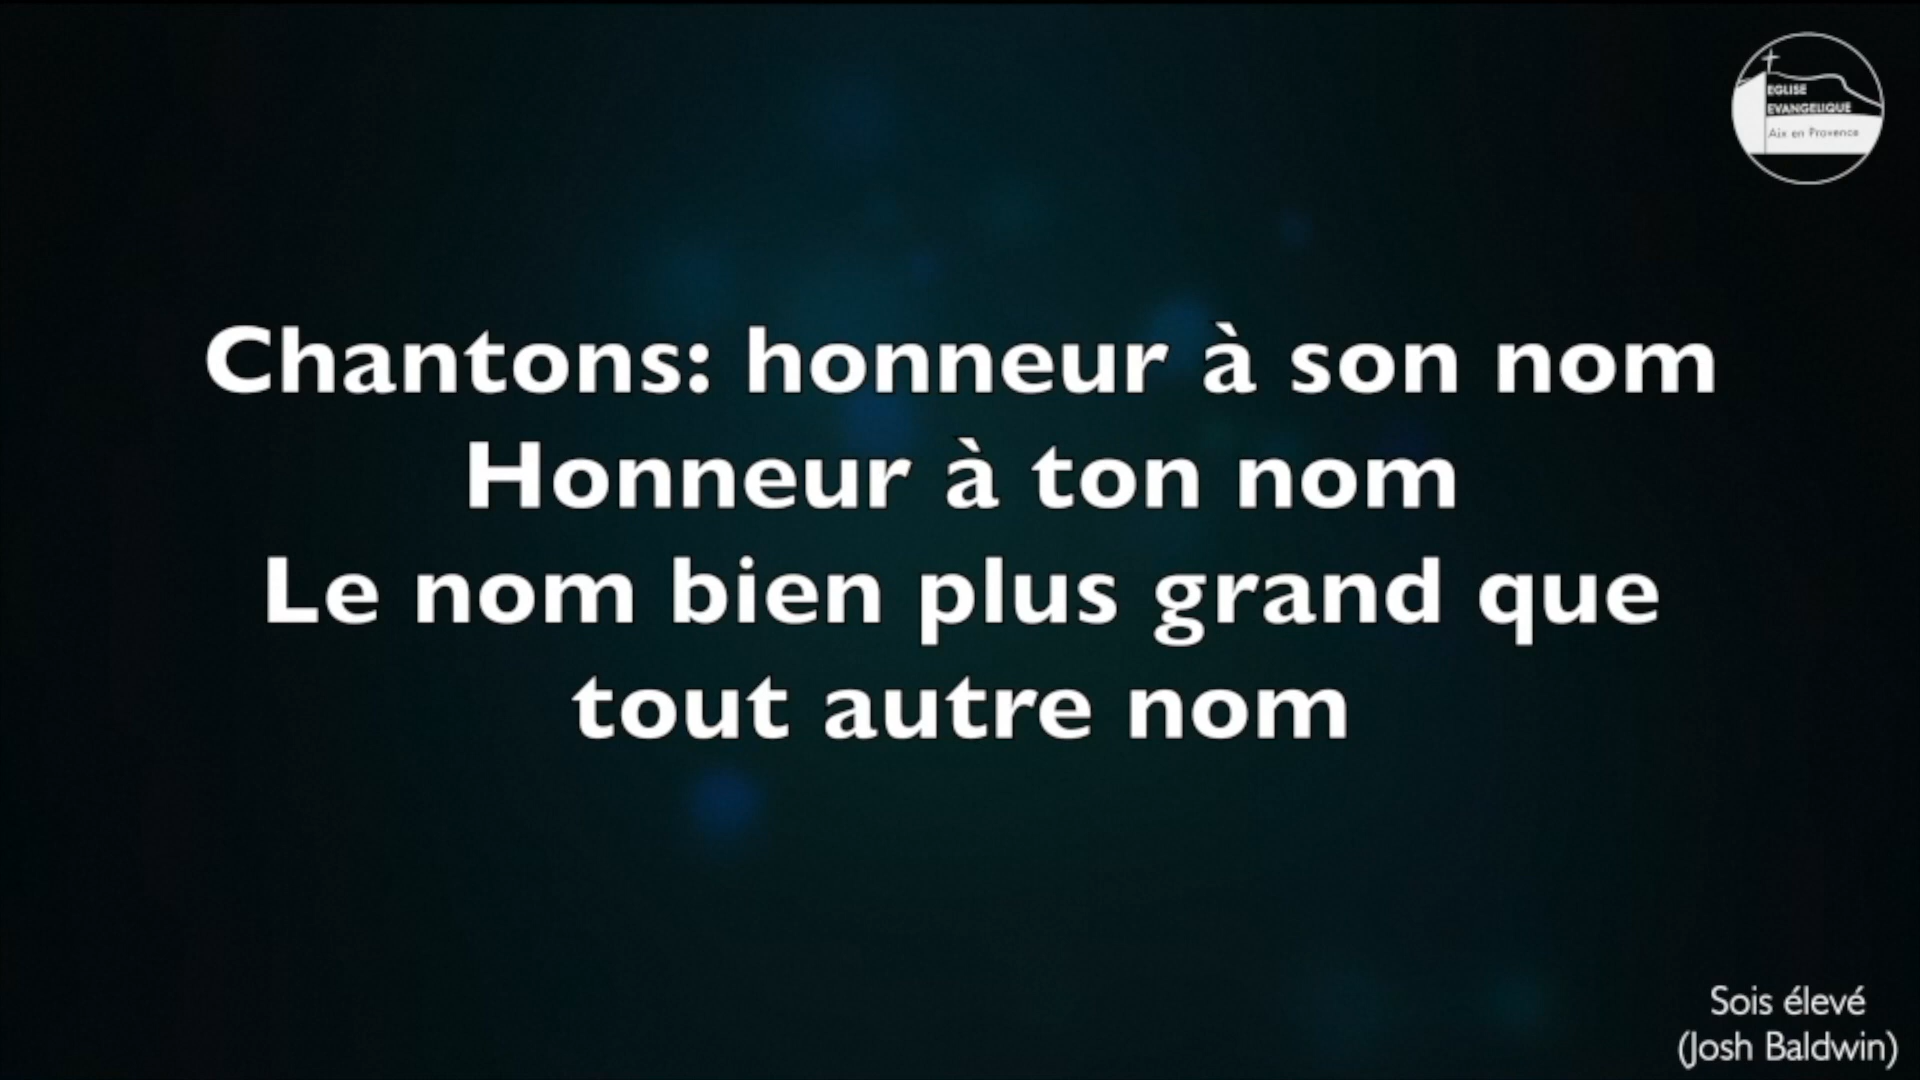 EGLISE
EVANGELIQUE
Aix en Provence
Chantons: honneur à son nom
Honneur à ton nom
Le nom bien plus grand que
tout autre nom
Sois élevé
(Josh Baldwin)